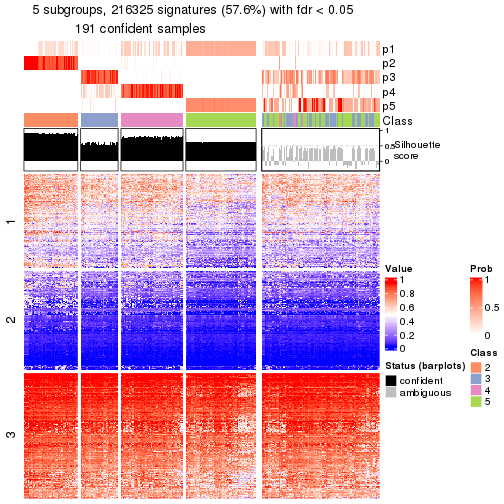 5 subgroups, 216325 signatures (57.6%) with fdr < 0.05
191 confident samples
p1
p2
p3
p4
p5
Class
1
0.5
0
Silhouette
score
1
2
3
Value
1
0.8
0.6
0.4
0.2
0
Prob
1
0.5
0
Status (barplots)
confident
ambiguous
Class
2
3
4
5